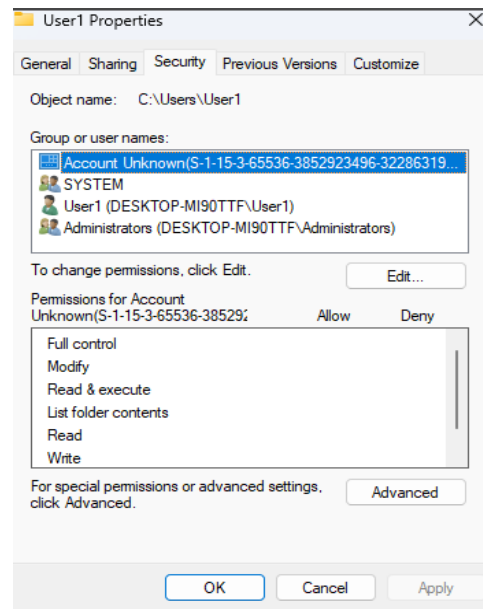 User1 Properties
General Sharing Security Previous Versions Customize
Object name: C:\Users\User1
Group or user names:
Account Unknown(S-1-15-3-65536-3852923496-32286319...
SYSTEM
User1 (DESKTOP-MI90TTF\User1)
Administrators (DESKTOP-MI90TTF\Administrators)
To change permissions, click Edit.
Edit...
Permissions for Account
Unknown(S-1-15-3-65536-385292 Allow Deny
Full control
Modify
Read & execute
List folder contents
Read
Write
For special permissions or advanced settings,
click Advanced.
Advanced
OK Cancel Apply